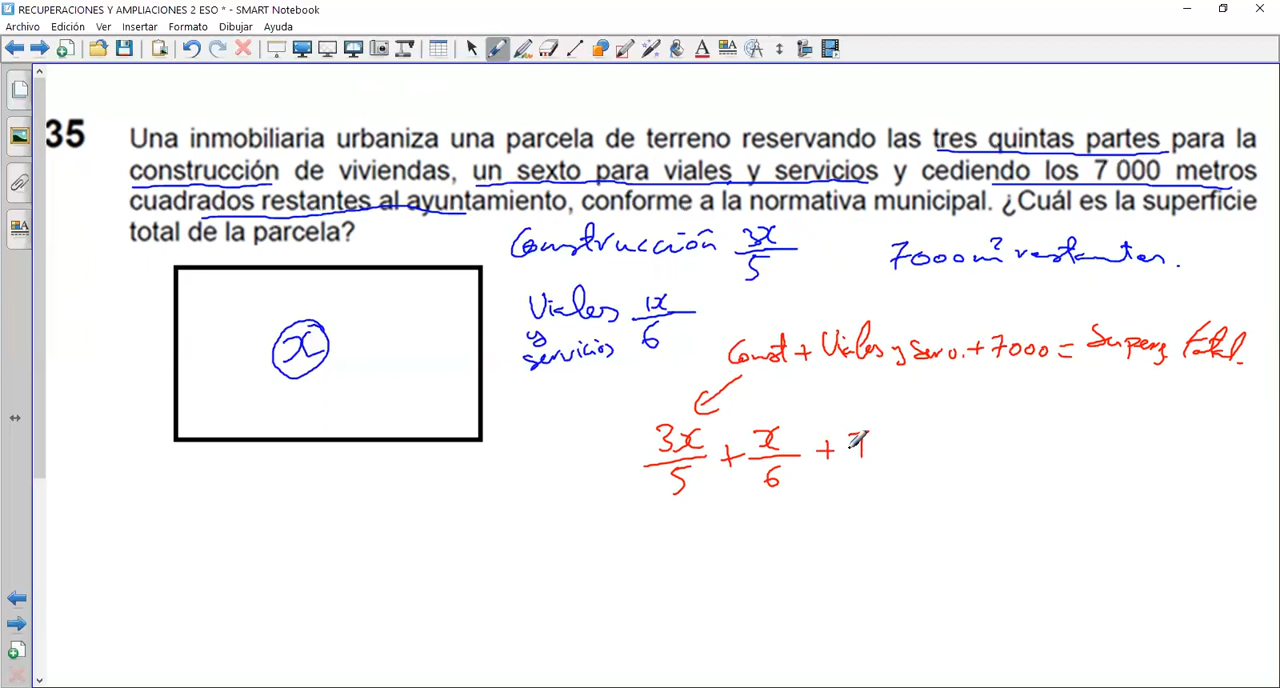 RECUPERACIONES Y AMPLIACIONES 2 ESO * - SMART Notebook
Archivo Edición Ver Insertar Formato Dibujar Ayuda
35 Una inmobiliaria urbaniza una parcela de terreno reservando las tres quintas partes para la
construcción de viviendas, un sexto para viales y servicios y cediendo los 7 000 metros
cuadrados restantes al ayuntamiento, conforme a la normativa municipal. ¿Cuál es la superficie
total de la parcela?
Construcción 3x/5 7000m² restantes.
x
Viales y servicios 1x/6
Const + Viales y Serv. + 7000 = Superf total.
3x/5 + x/6 + 7